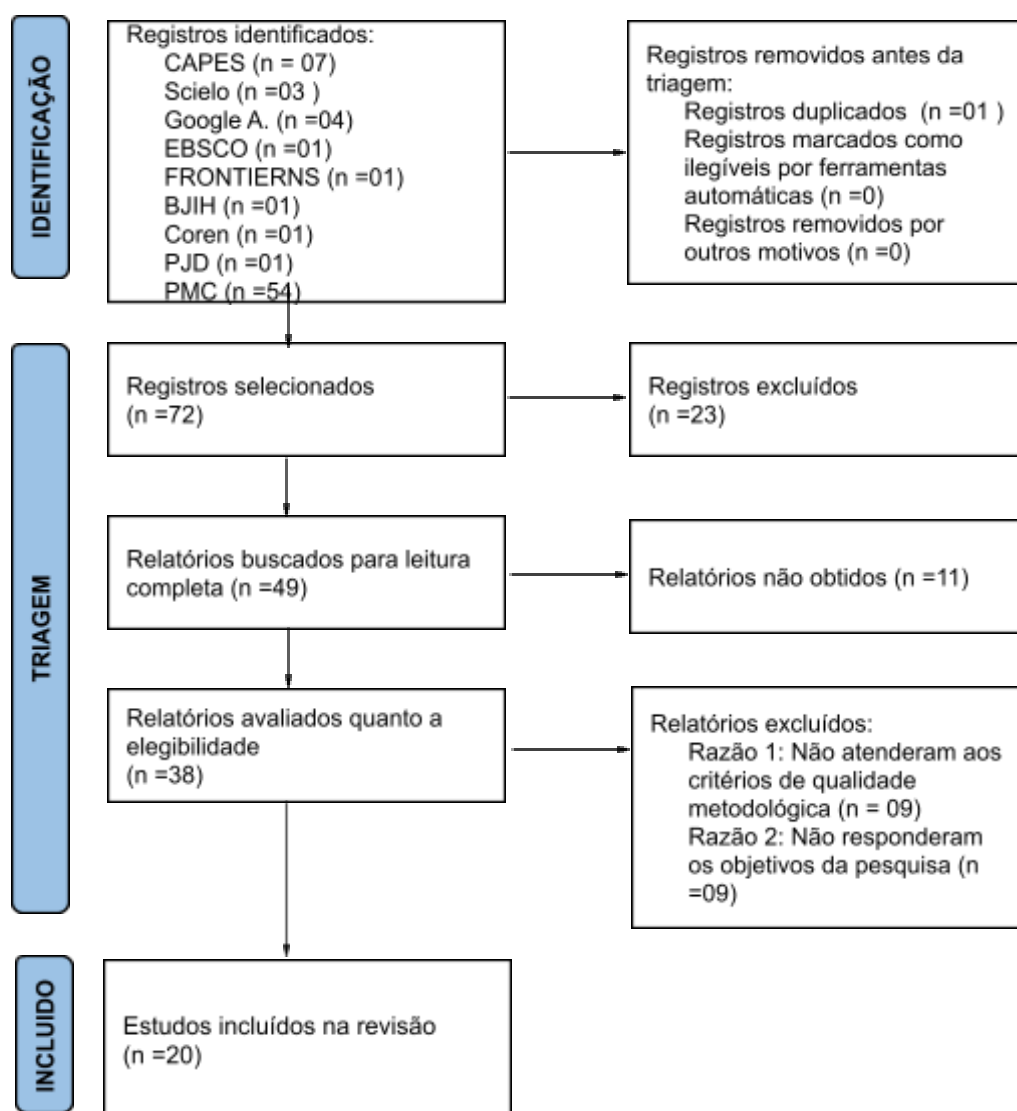 IDENTIFICAÇÃO
Registros identificados:
CAPES (n = 07)
Scielo (n =03 )
Google A. (n =04)
EBSCO (n =01)
FRONTIERNS (n =01)
BJIH (n =01)
Coren (n =01)
PJD (n =01)
PMC (n =54)
Registros removidos antes da
triagem:
Registros duplicados (n =01 )
Registros marcados como
ilegíveis por ferramentas
automáticas (n =0)
Registros removidos por
outros motivos (n =0)
TRIAGEM
Registros selecionados
(n =72)
Registros excluídos
(n =23)
Relatórios buscados para leitura
completa (n =49)
Relatórios não obtidos (n =11)
Relatórios avaliados quanto a
elegibilidade
(n =38)
Relatórios excluídos:
Razão 1: Não atenderam aos
critérios de qualidade
metodológica (n = 09)
Razão 2: Não responderam
os objetivos da pesquisa (n
=09)
INCLUIDO
Estudos incluídos na revisão
(n =20)